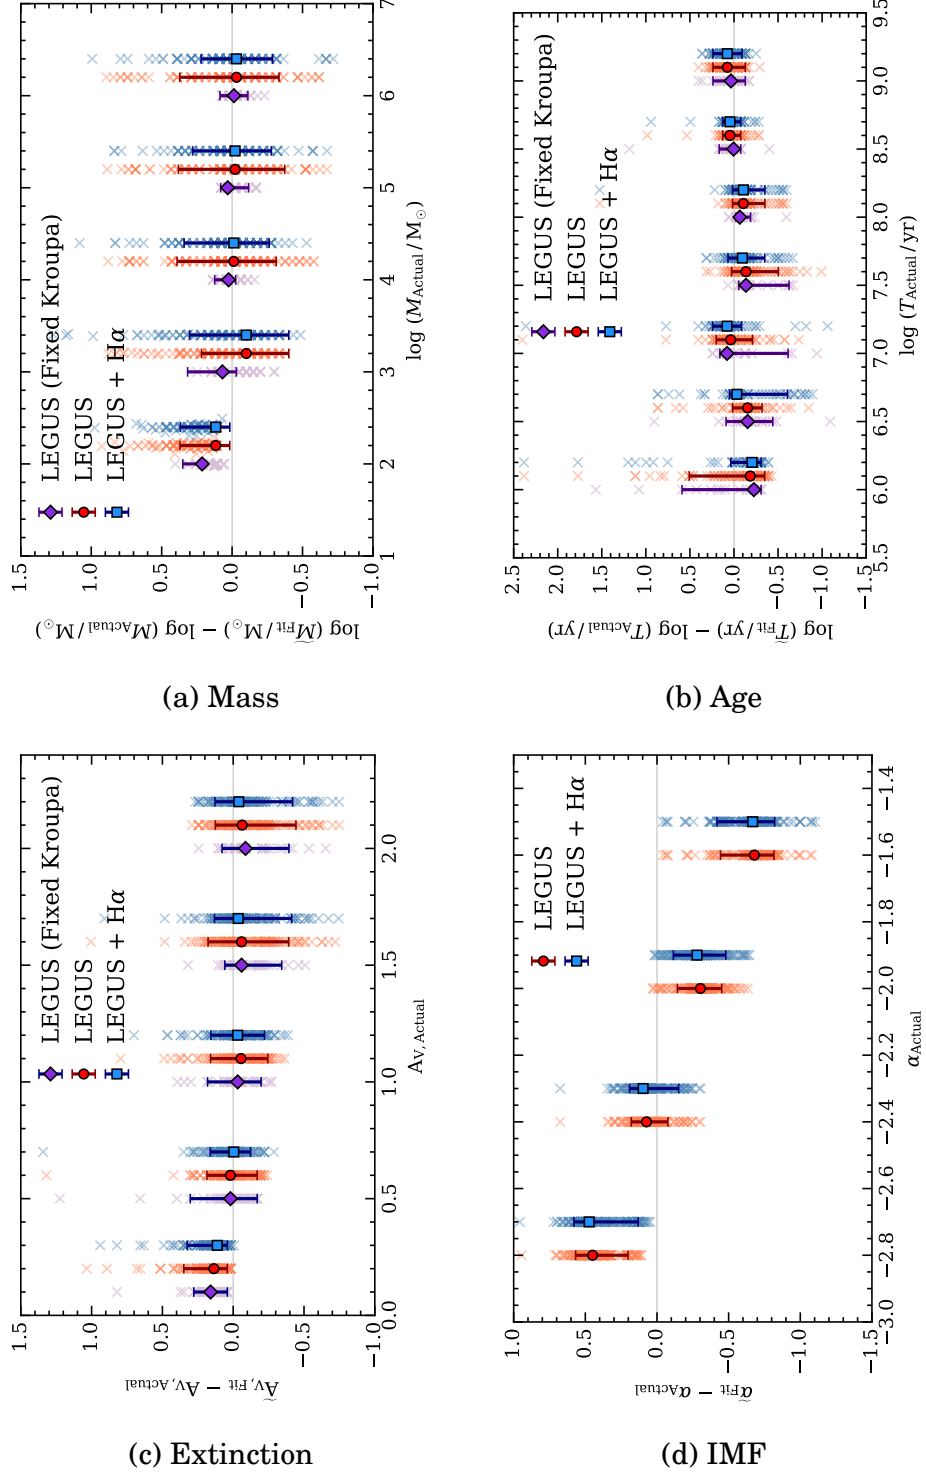 1.5
1.0
0.5
0.0
−0.5
−1.0
log (M̃Fit/M⊙) − log (MActual/M⊙)
1
2
3
4
5
6
7
log (MActual/M⊙)
LEGUS (Fixed Kroupa)
LEGUS
LEGUS + Hα
(a) Mass
2.5
2.0
1.5
1.0
0.5
0.0
−0.5
−1.0
−1.5
log (T̃Fit/yr) − log (TActual/yr)
5.5
6.0
6.5
7.0
7.5
8.0
8.5
9.0
9.5
log (TActual/yr)
LEGUS (Fixed Kroupa)
LEGUS
LEGUS + Hα
(b) Age
1.5
1.0
0.5
0.0
−0.5
−1.0
ÃV,Fit − AV,Actual
0.0
0.5
1.0
1.5
2.0
AV,Actual
LEGUS (Fixed Kroupa)
LEGUS
LEGUS + Hα
(c) Extinction
1.0
0.5
0.0
−0.5
−1.0
−1.5
α̃Fit − αActual
−3.0
−2.8
−2.6
−2.4
−2.2
−2.0
−1.8
−1.6
−1.4
αActual
LEGUS
LEGUS + Hα
(d) IMF